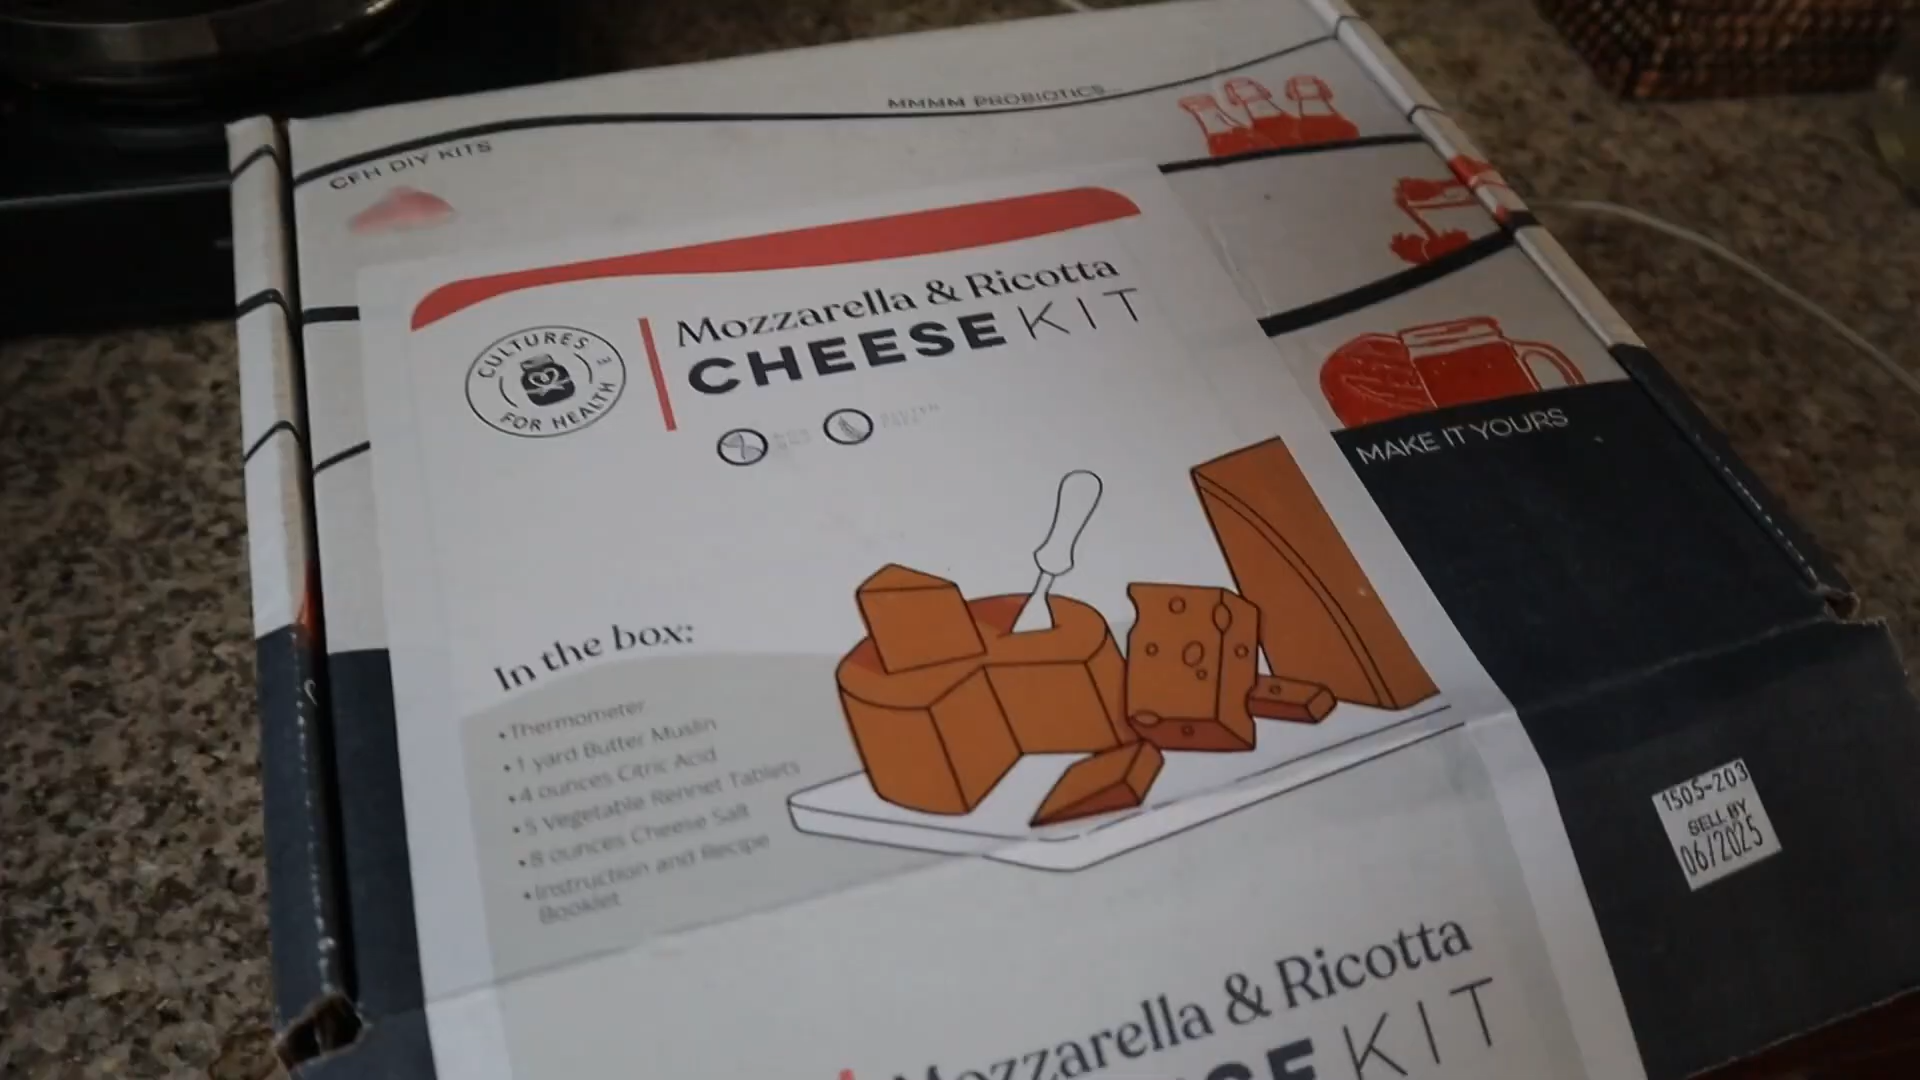 MMMM PROBIOTICS...
CFH DIY KITS
Mozzarella & Ricotta
CHEESE KIT
CULTURES
FOR HEALTH
MAKE IT YOURS
In the box:
• Thermometer
• 1 yard Butter Muslin
• 4 ounces Citric Acid
• 5 Vegetable Rennet Tablets
• 8 ounces Cheese Salt
• Instruction and Recipe
Booklet
1505-203
SELL BY
06/2025
Mozzarella & Ricotta
KIT